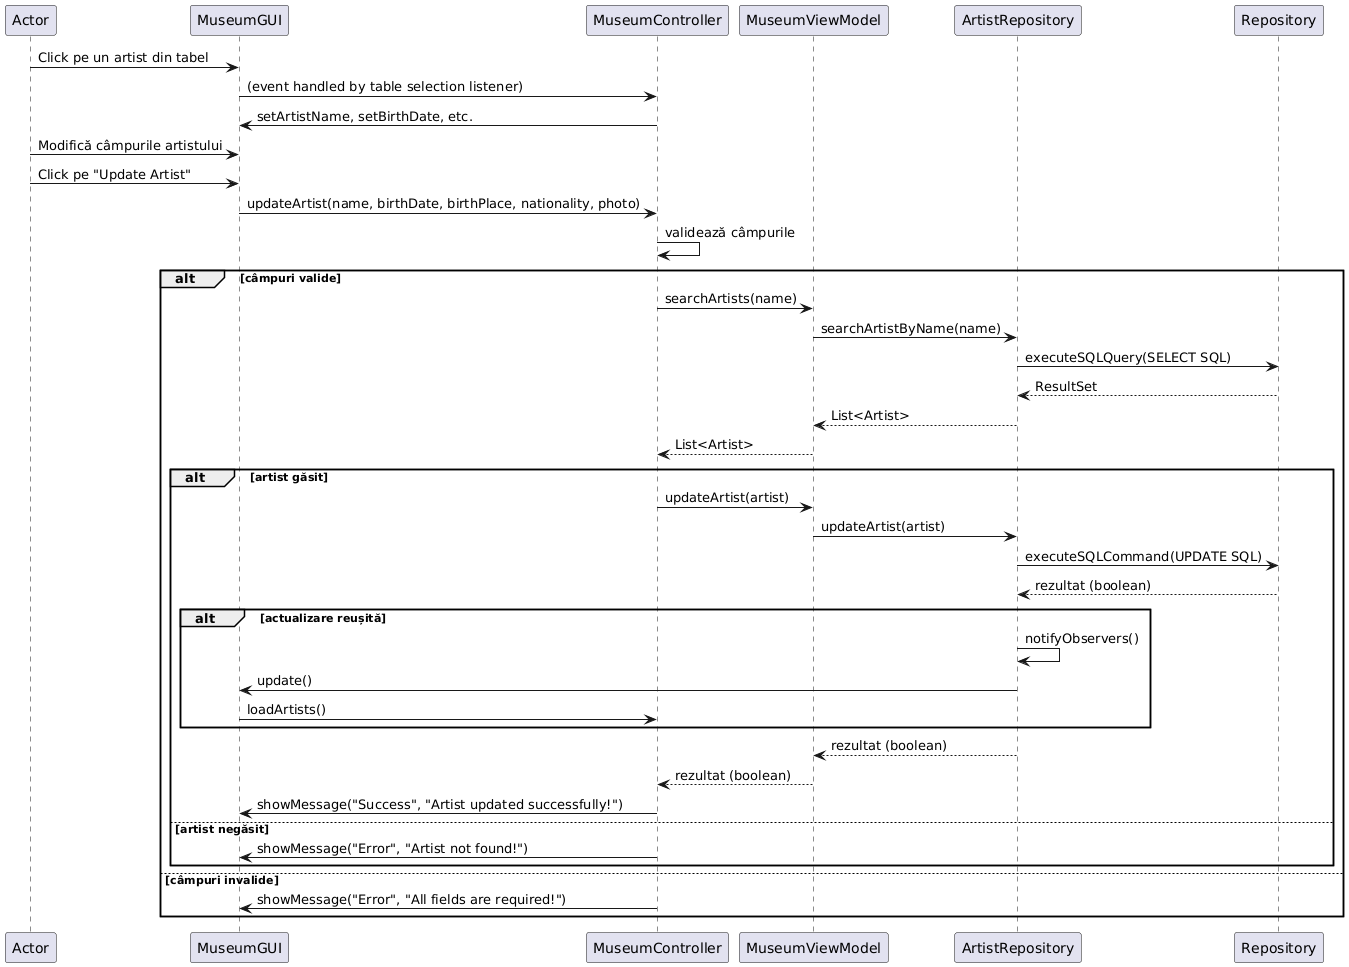 Actor MuseumGUI MuseumController MuseumViewModel ArtistRepository Repository
Click pe un artist din tabel
(event handled by table selection listener)
setArtistName, setBirthDate, etc.
Modifică câmpurile artistului
Click pe "Update Artist"
updateArtist(name, birthDate, birthPlace, nationality, photo)
validează câmpurile
alt [câmpuri valide]
searchArtists(name)
searchArtistByName(name)
executeSQLQuery(SELECT SQL)
ResultSet
List<Artist>
List<Artist>
alt [artist găsit]
updateArtist(artist)
updateArtist(artist)
executeSQLCommand(UPDATE SQL)
rezultat (boolean)
alt [actualizare reușită]
notifyObservers()
update()
loadArtists()
rezultat (boolean)
rezultat (boolean)
showMessage("Success", "Artist updated successfully!")
[artist negăsit]
showMessage("Error", "Artist not found!")
[câmpuri invalide]
showMessage("Error", "All fields are required!")
Actor MuseumGUI MuseumController MuseumViewModel ArtistRepository Repository